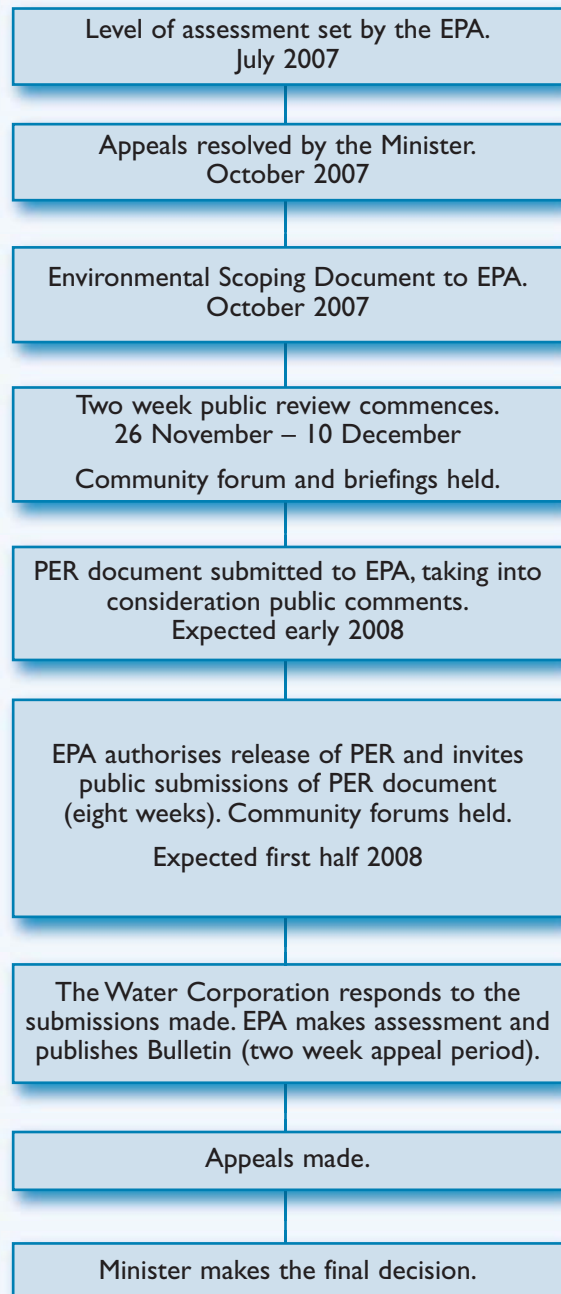 Level of assessment set by the EPA.
July 2007
Appeals resolved by the Minister.
October 2007
Environmental Scoping Document to EPA.
October 2007
Two week public review commences.
26 November – 10 December
Community forum and briefings held.
PER document submitted to EPA, taking into
consideration public comments.
Expected early 2008
EPA authorises release of PER and invites
public submissions of PER document
(eight weeks). Community forums held.
Expected first half 2008
The Water Corporation responds to the
submissions made. EPA makes assessment and
publishes Bulletin (two week appeal period).
Appeals made.
Minister makes the final decision.